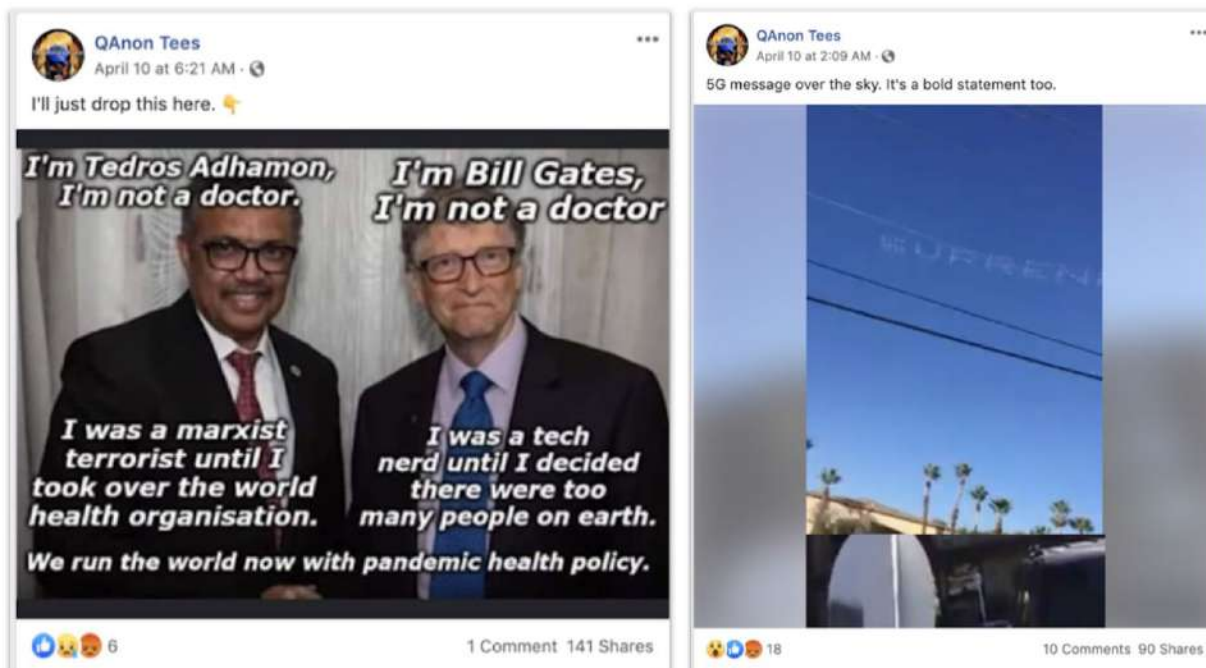 QAnon Tees
April 10 at 6:21 AM ·
I'll just drop this here. 👇
I'm Tedros Adhamon,
I'm not a doctor.
I'm Bill Gates,
I'm not a doctor
I was a marxist
terrorist until I
took over the world
health organisation.
I was a tech
nerd until I decided
there were too
many people on earth.
We run the world now with pandemic health policy.
6
1 Comment 141 Shares
QAnon Tees
April 10 at 2:09 AM ·
5G message over the sky. It's a bold statement too.
18
10 Comments 90 Shares